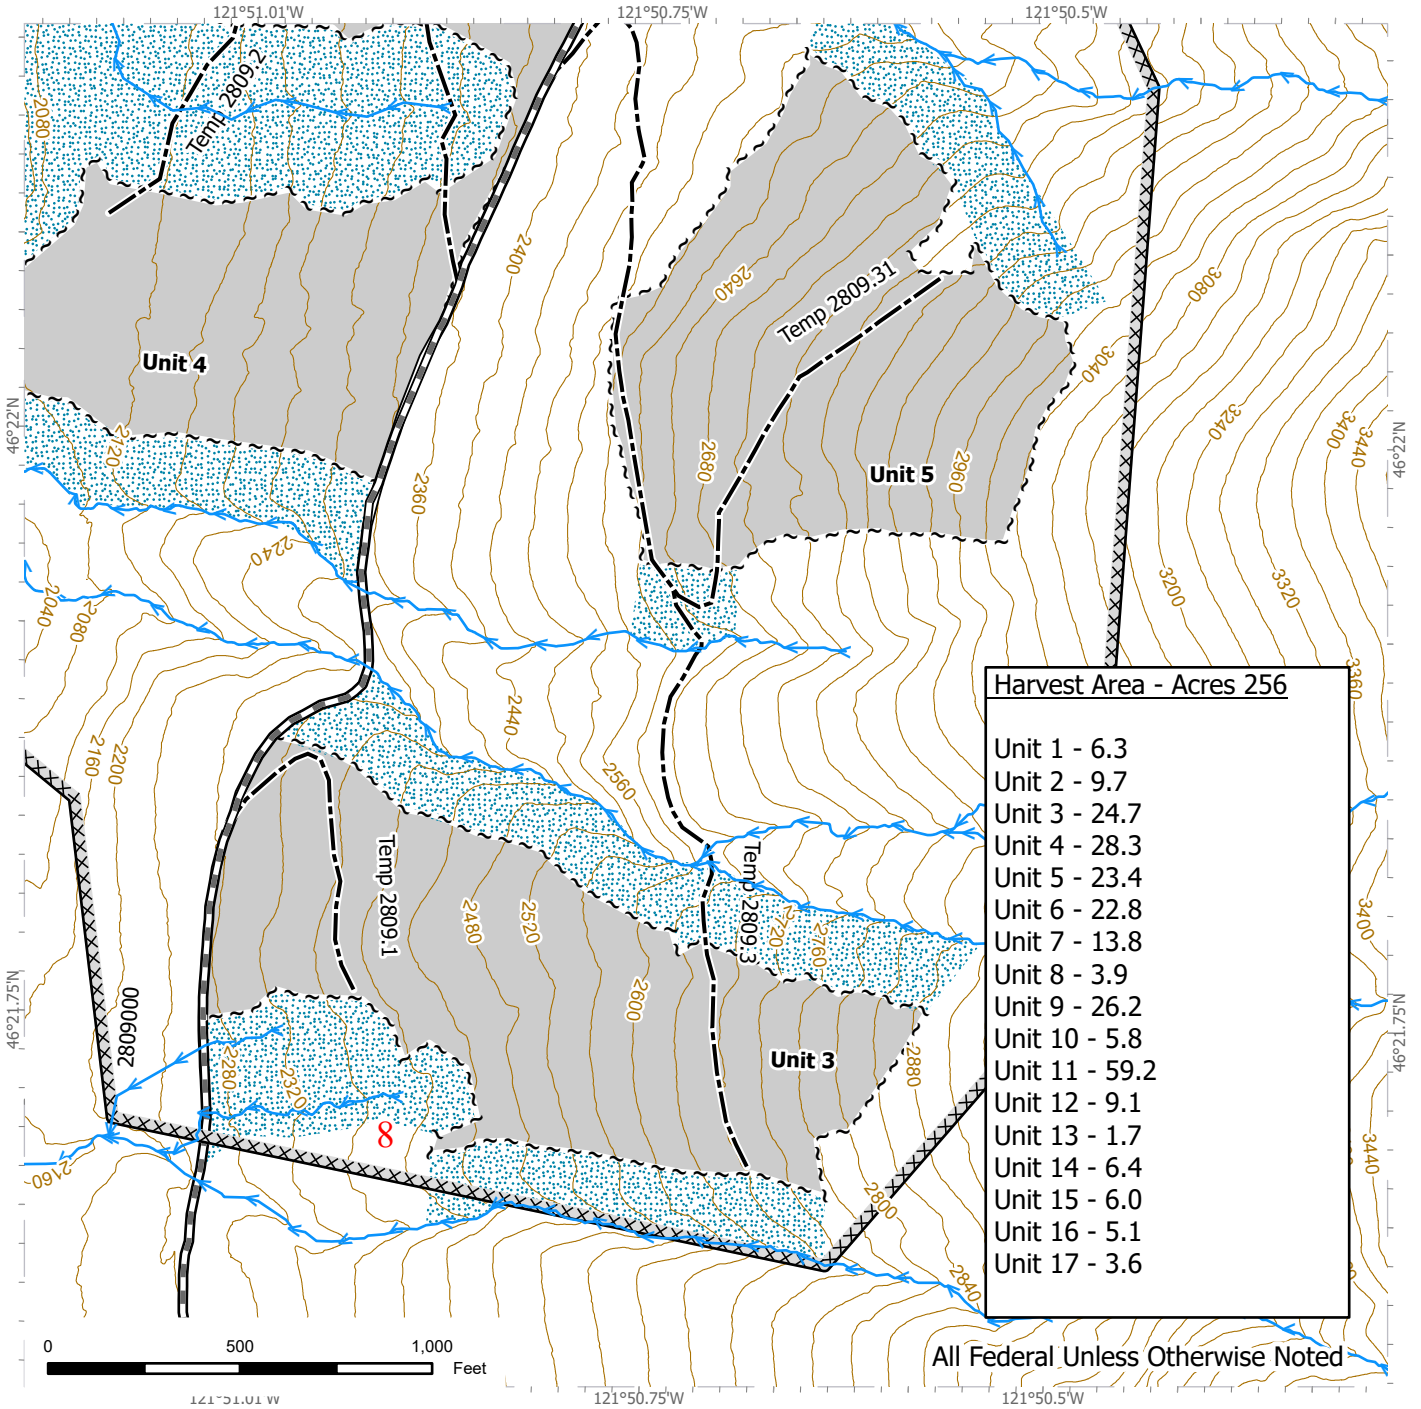 121°51.01'W
121°50.75'W
121°50.5'W
2080
Temp 2809.2
2400
2640
Temp 2809.31
3080
3040
Unit 4
46°22'N
2120
2360
2680
Unit 5
2960
3240
3400
3440
46°22'N
2240
2040
2080
3200
3320
Harvest Area - Acres 256
3360
2440
2160
2200
2560
Unit 1 - 6.3
Unit 2 - 9.7
Unit 3 - 24.7
Unit 4 - 28.3
Unit 5 - 23.4
Unit 6 - 22.8
Unit 7 - 13.8
Unit 8 - 3.9
Unit 9 - 26.2
Unit 10 - 5.8
Unit 11 - 59.2
Unit 12 - 9.1
Unit 13 - 1.7
Unit 14 - 6.4
Unit 15 - 6.0
Unit 16 - 5.1
Unit 17 - 3.6
Temp 2809.1
Temp 2809.3
2480
2520
2720
2760
3400
46°21.75'N
2809000
2600
46°21.75'N
2280
2320
Unit 3
2880
8
3440
2160
2800
2840
0 500 1,000
Feet
All Federal Unless Otherwise Noted
121°51.01'W
121°50.75'W
121°50.5'W